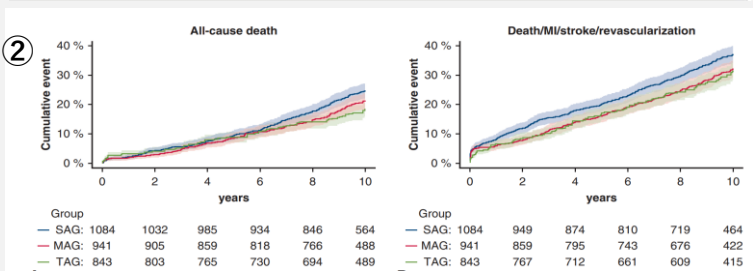 ②
All-cause death
40 %
30 %
20 %
10 %
0 %
Cumulative event
0 2 4 6 8 10
years
Group
SAG: 1084 1032 985 934 846 564
MAG: 941 905 859 818 766 488
TAG: 843 803 765 730 694 489
Death/MI/stroke/revascularization
40 %
30 %
20 %
10 %
0 %
Cumulative event
0 2 4 6 8 10
years
Group
SAG: 1084 949 874 810 719 464
MAG: 941 859 795 743 676 422
TAG: 843 767 712 661 609 415